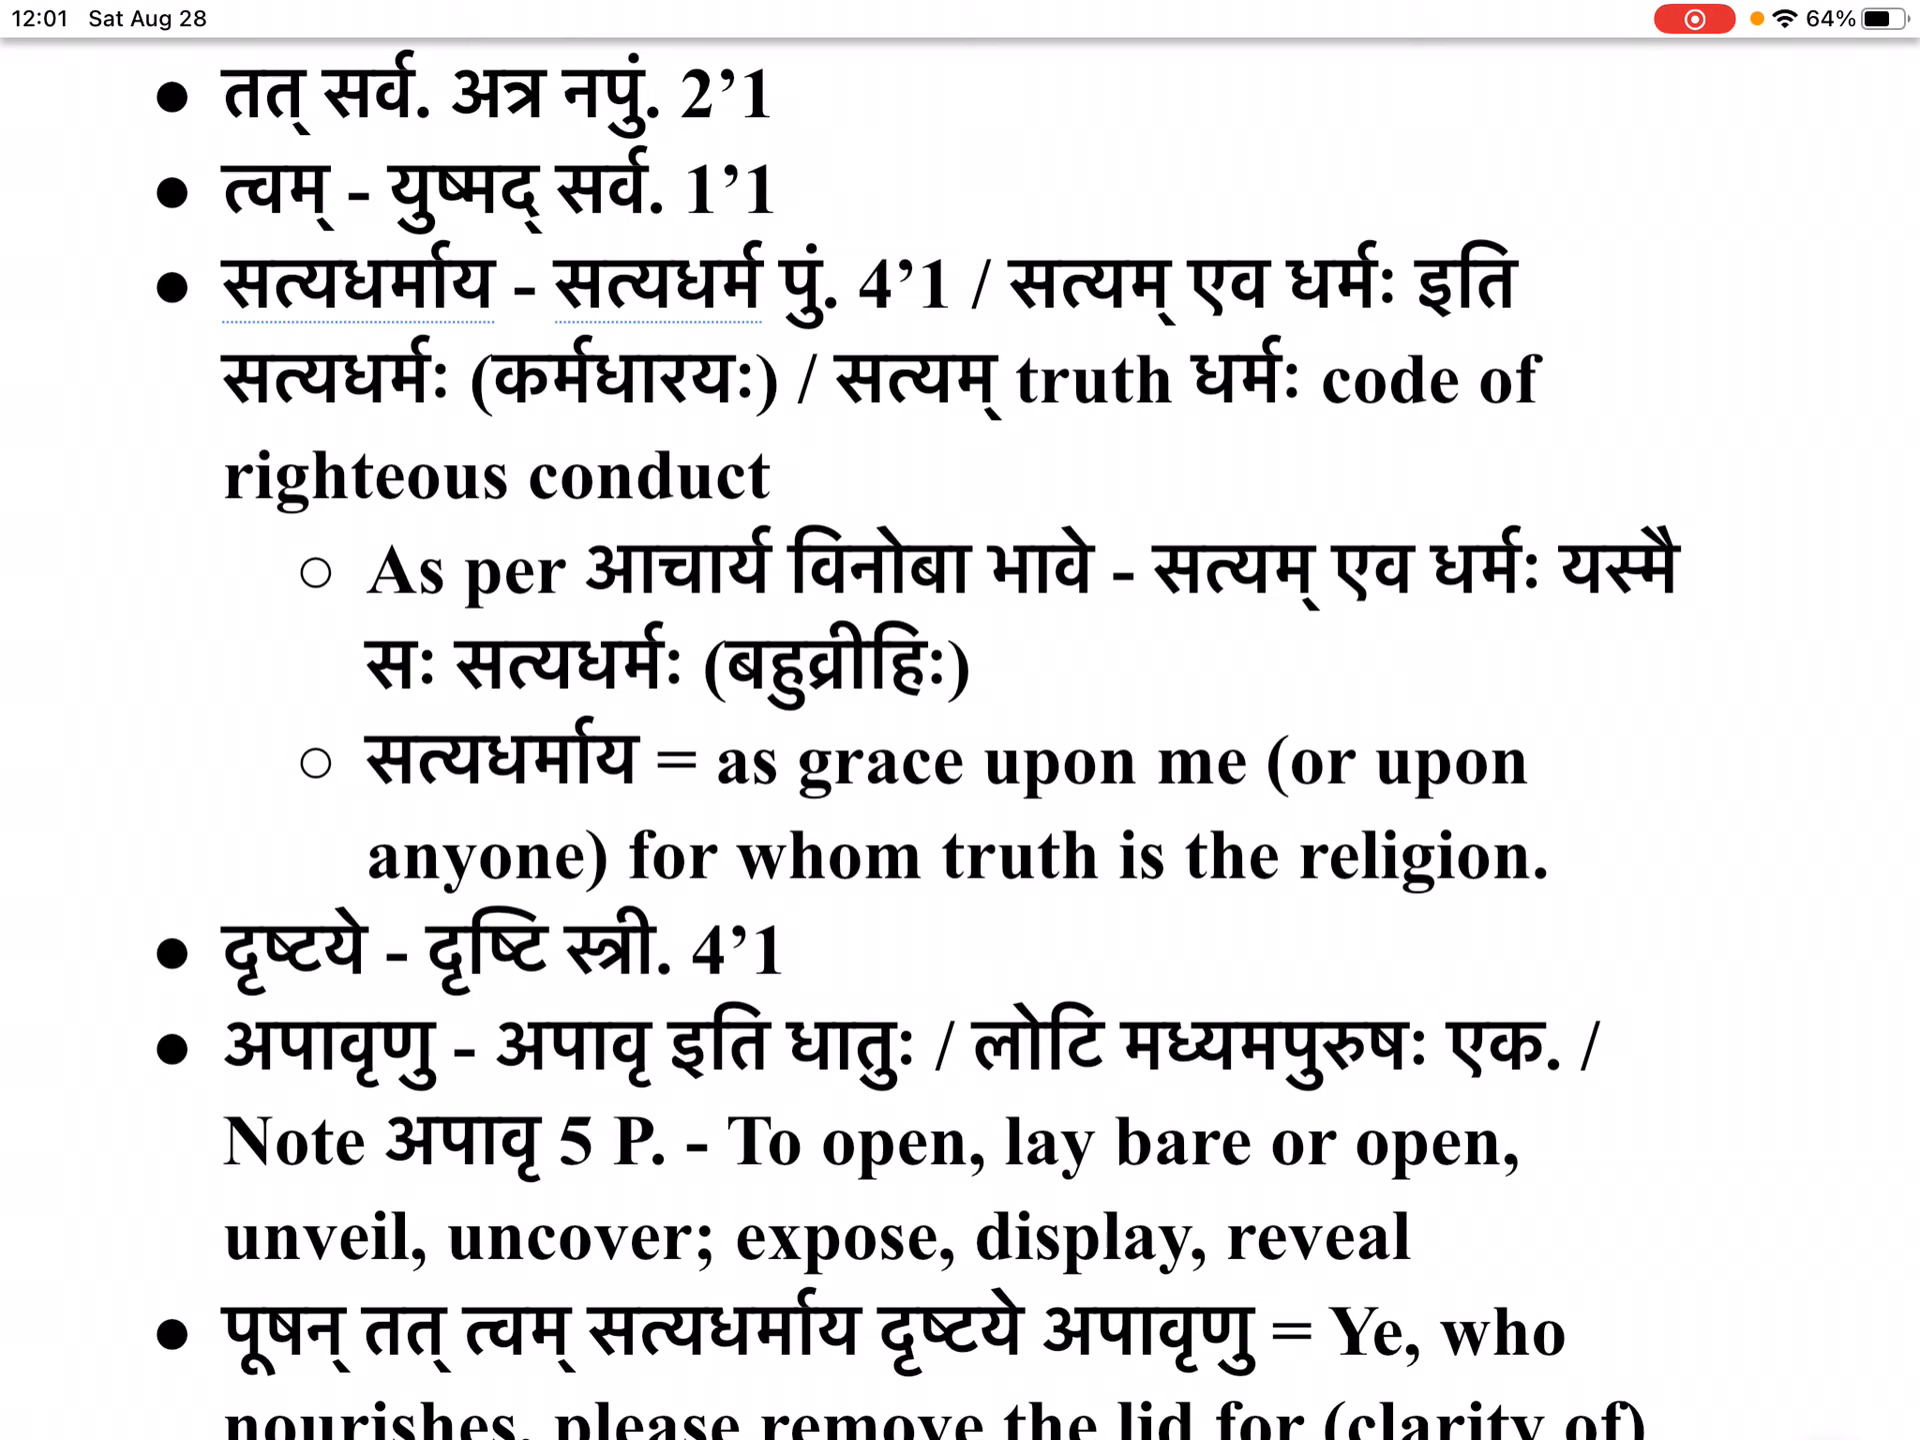 12:01 Sat Aug 28 64%
● तत् सर्व. अत्र नपुं. 2’1
● त्वम् - युष्मद् सर्व. 1’1
● सत्यधर्माय - सत्यधर्म पुं. 4’1 / सत्यम् एव धर्मः इति
सत्यधर्मः (कर्मधारयः) / सत्यम् truth धर्मः code of
righteous conduct
○ As per आचार्य विनोबा भावे - सत्यम् एव धर्मः यस्मै
सः सत्यधर्मः (बहुव्रीहिः)
○ सत्यधर्माय = as grace upon me (or upon
anyone) for whom truth is the religion.
● दृष्टये - दृष्टि स्त्री. 4’1
● अपावृणु - अपावृ इति धातुः / लोटि मध्यमपुरुषः एक. /
Note अपावृ 5 P. - To open, lay bare or open,
unveil, uncover; expose, display, reveal
● पूषन् तत् त्वम् सत्यधर्माय दृष्टये अपावृणु = Ye, who
nourishes, please remove the lid for (clarity of)